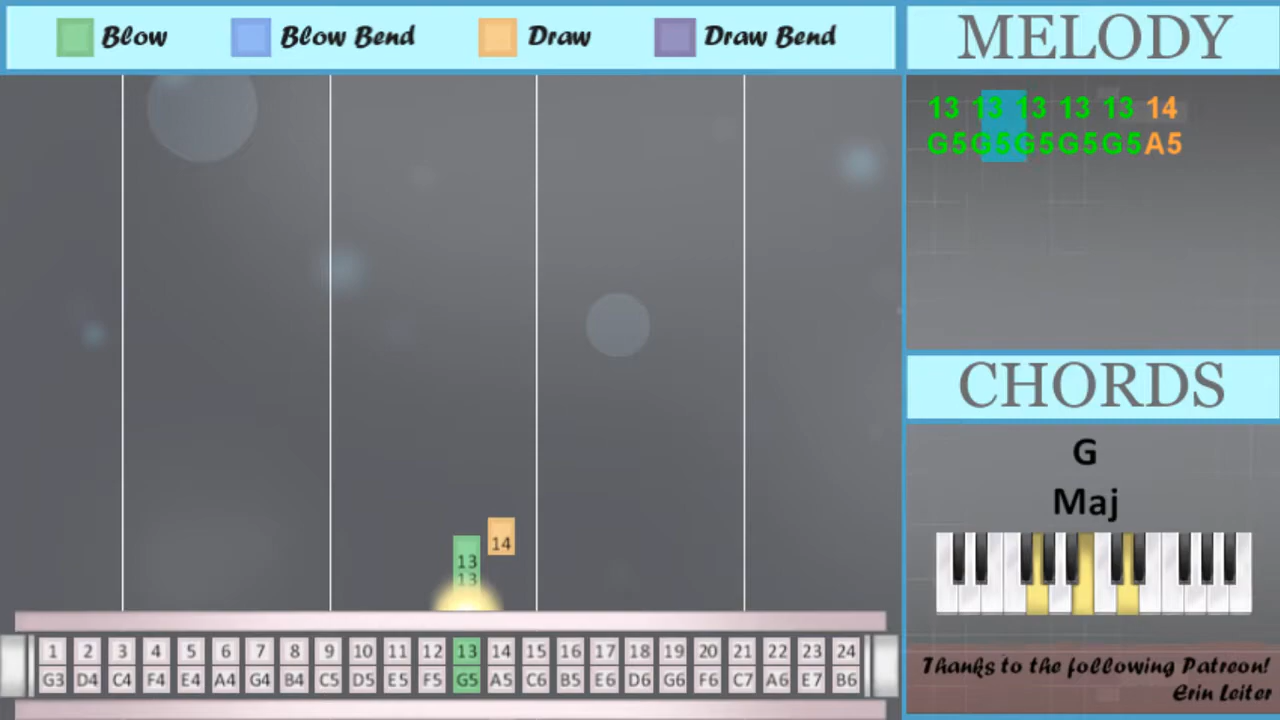 Blow Blow Bend Draw Draw Bend
MELODY
13 13 13 13 13 14
G5 G5 G5 G5 G5 A5
CHORDS
G
Maj
14
13
13
1 2 3 4 5 6 7 8 9 10 11 12 13 14 15 16 17 18 19 20 21 22 23 24
G3 D4 C4 F4 E4 A4 G4 B4 C5 D5 E5 F5 G5 A5 C6 B5 E6 D6 G6 F6 C7 A6 E7 B6
Thanks to the following Patreon!
Erin Leiter